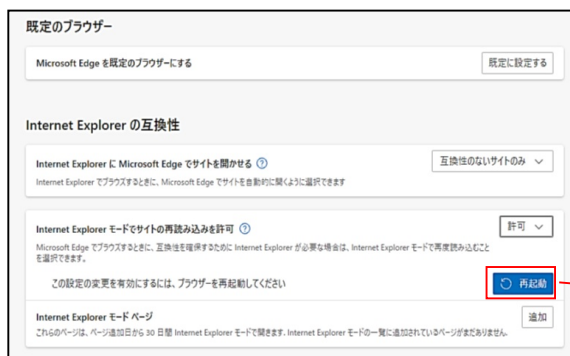 既定のブラウザー
Microsoft Edge を既定のブラウザーにする
既定に設定する
Internet Explorer の互換性
Internet Explorer に Microsoft Edge でサイトを開かせる
互換性のないサイトのみ
Internet Explorer でブラウズするときに、Microsoft Edge でサイトを自動的に開くように選択できます
Internet Explorer モードでサイトの再読み込みを許可
許可
Microsoft Edge でブラウズするときに、互換性を確保するために Internet Explorer が必要な場合は、Internet Explorer モードで再度読み込むこと
を選択できます。
この設定の変更を有効にするには、ブラウザーを再起動してください
再起動
Internet Explorer モード ページ
追加
これらのページは、ページ追加日から 30 日間 Internet Explorer モードで開きます. Internet Explorer モードの一覧に追加されているページがまだありません。